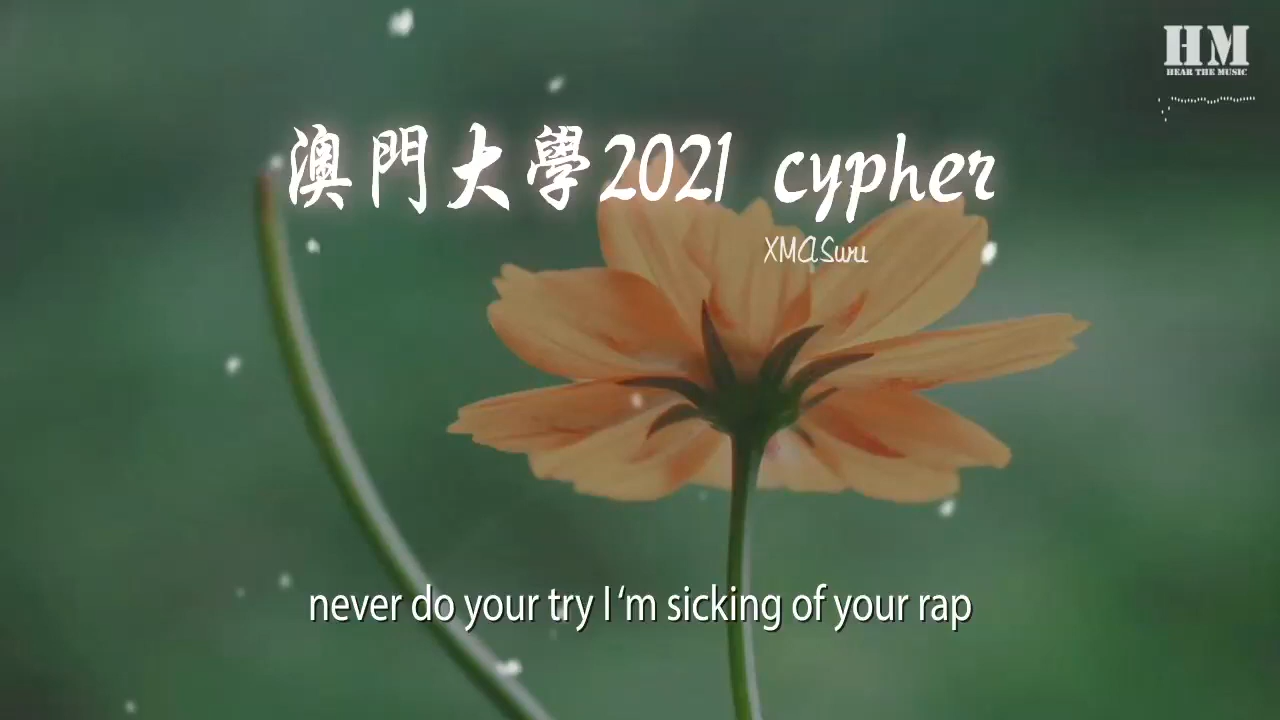 HM
HEAR THE MUSIC
澳門大學2021 cypher
XMASuru
never do your try I 'm sicking of your rap